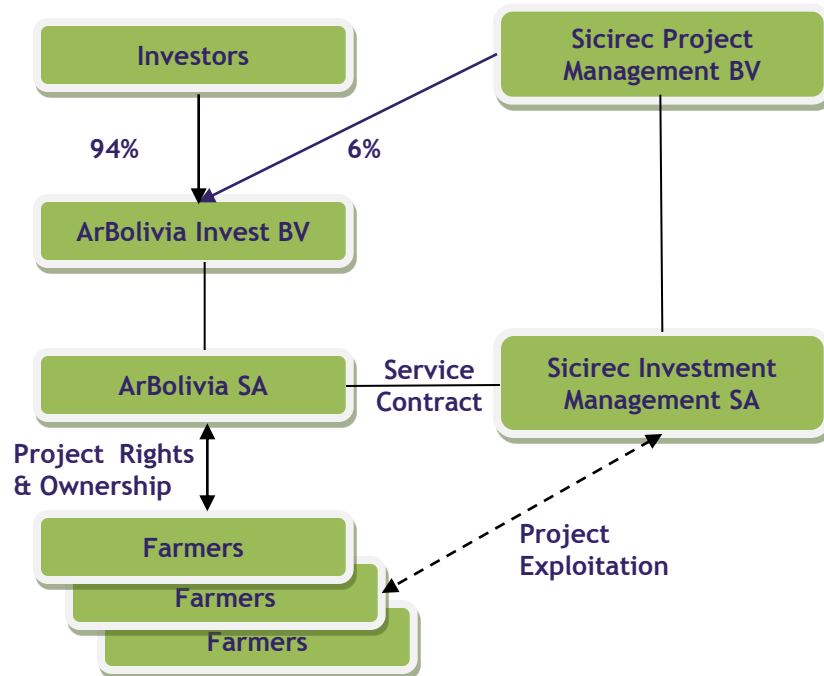 Investors
Sicirec Project
Management BV
94%
6%
ArBolivia Invest BV
ArBolivia SA
Service
Contract
Sicirec Investment
Management SA
Project Rights
& Ownership
Farmers
Project
Exploitation
Farmers
Farmers